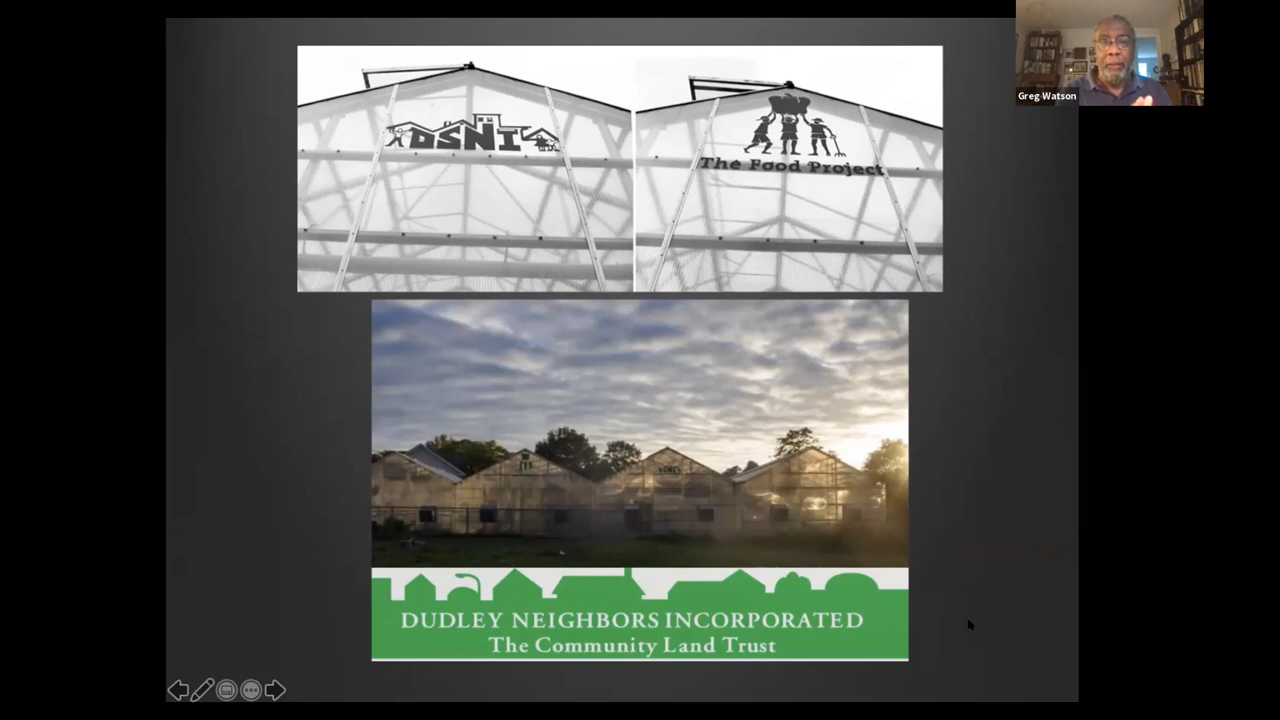 DSNI
The Food Project
Greg Watson
DUDLEY NEIGHBORS INCORPORATED
The Community Land Trust